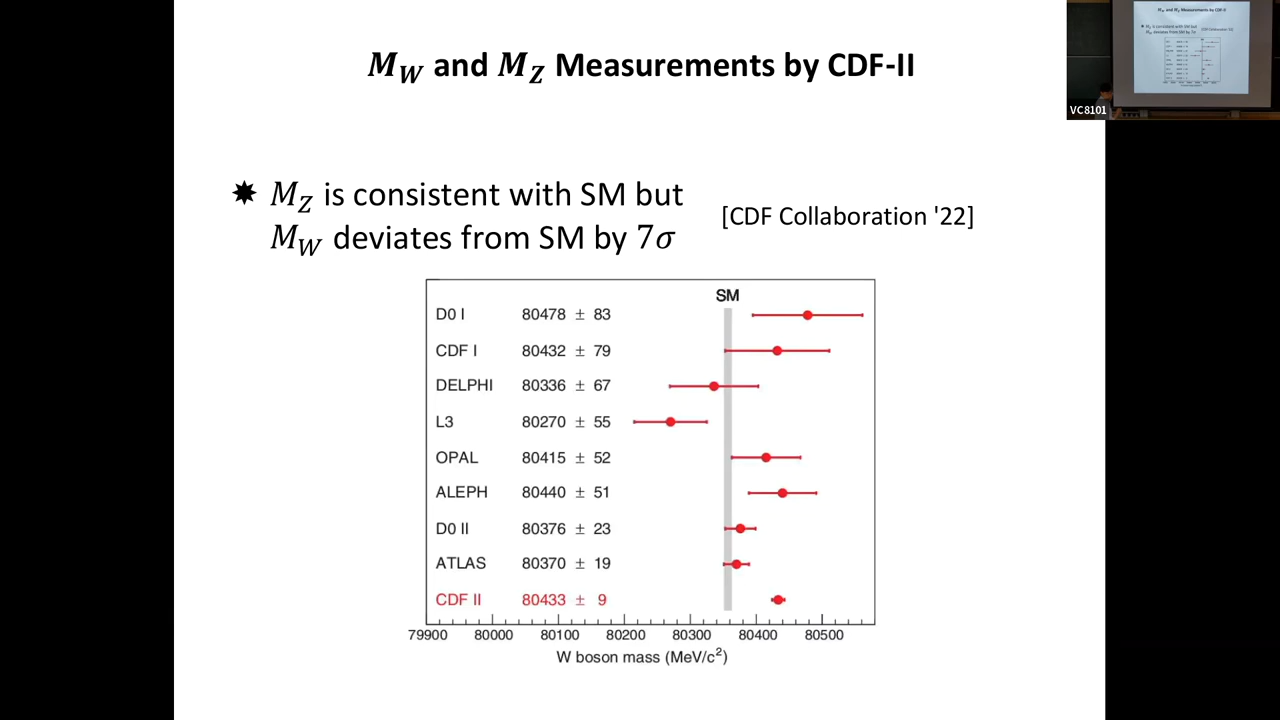 M_W and M_Z Measurements by CDF-II
✸ M_Z is consistent with SM but
M_W deviates from SM by 7σ
[CDF Collaboration '22]
SM
D0 I 80478 ± 83
CDF I 80432 ± 79
DELPHI 80336 ± 67
L3 80270 ± 55
OPAL 80415 ± 52
ALEPH 80440 ± 51
D0 II 80376 ± 23
ATLAS 80370 ± 19
CDF II 80433 ± 9
79900 80000 80100 80200 80300 80400 80500
W boson mass (MeV/c²)
VC8101